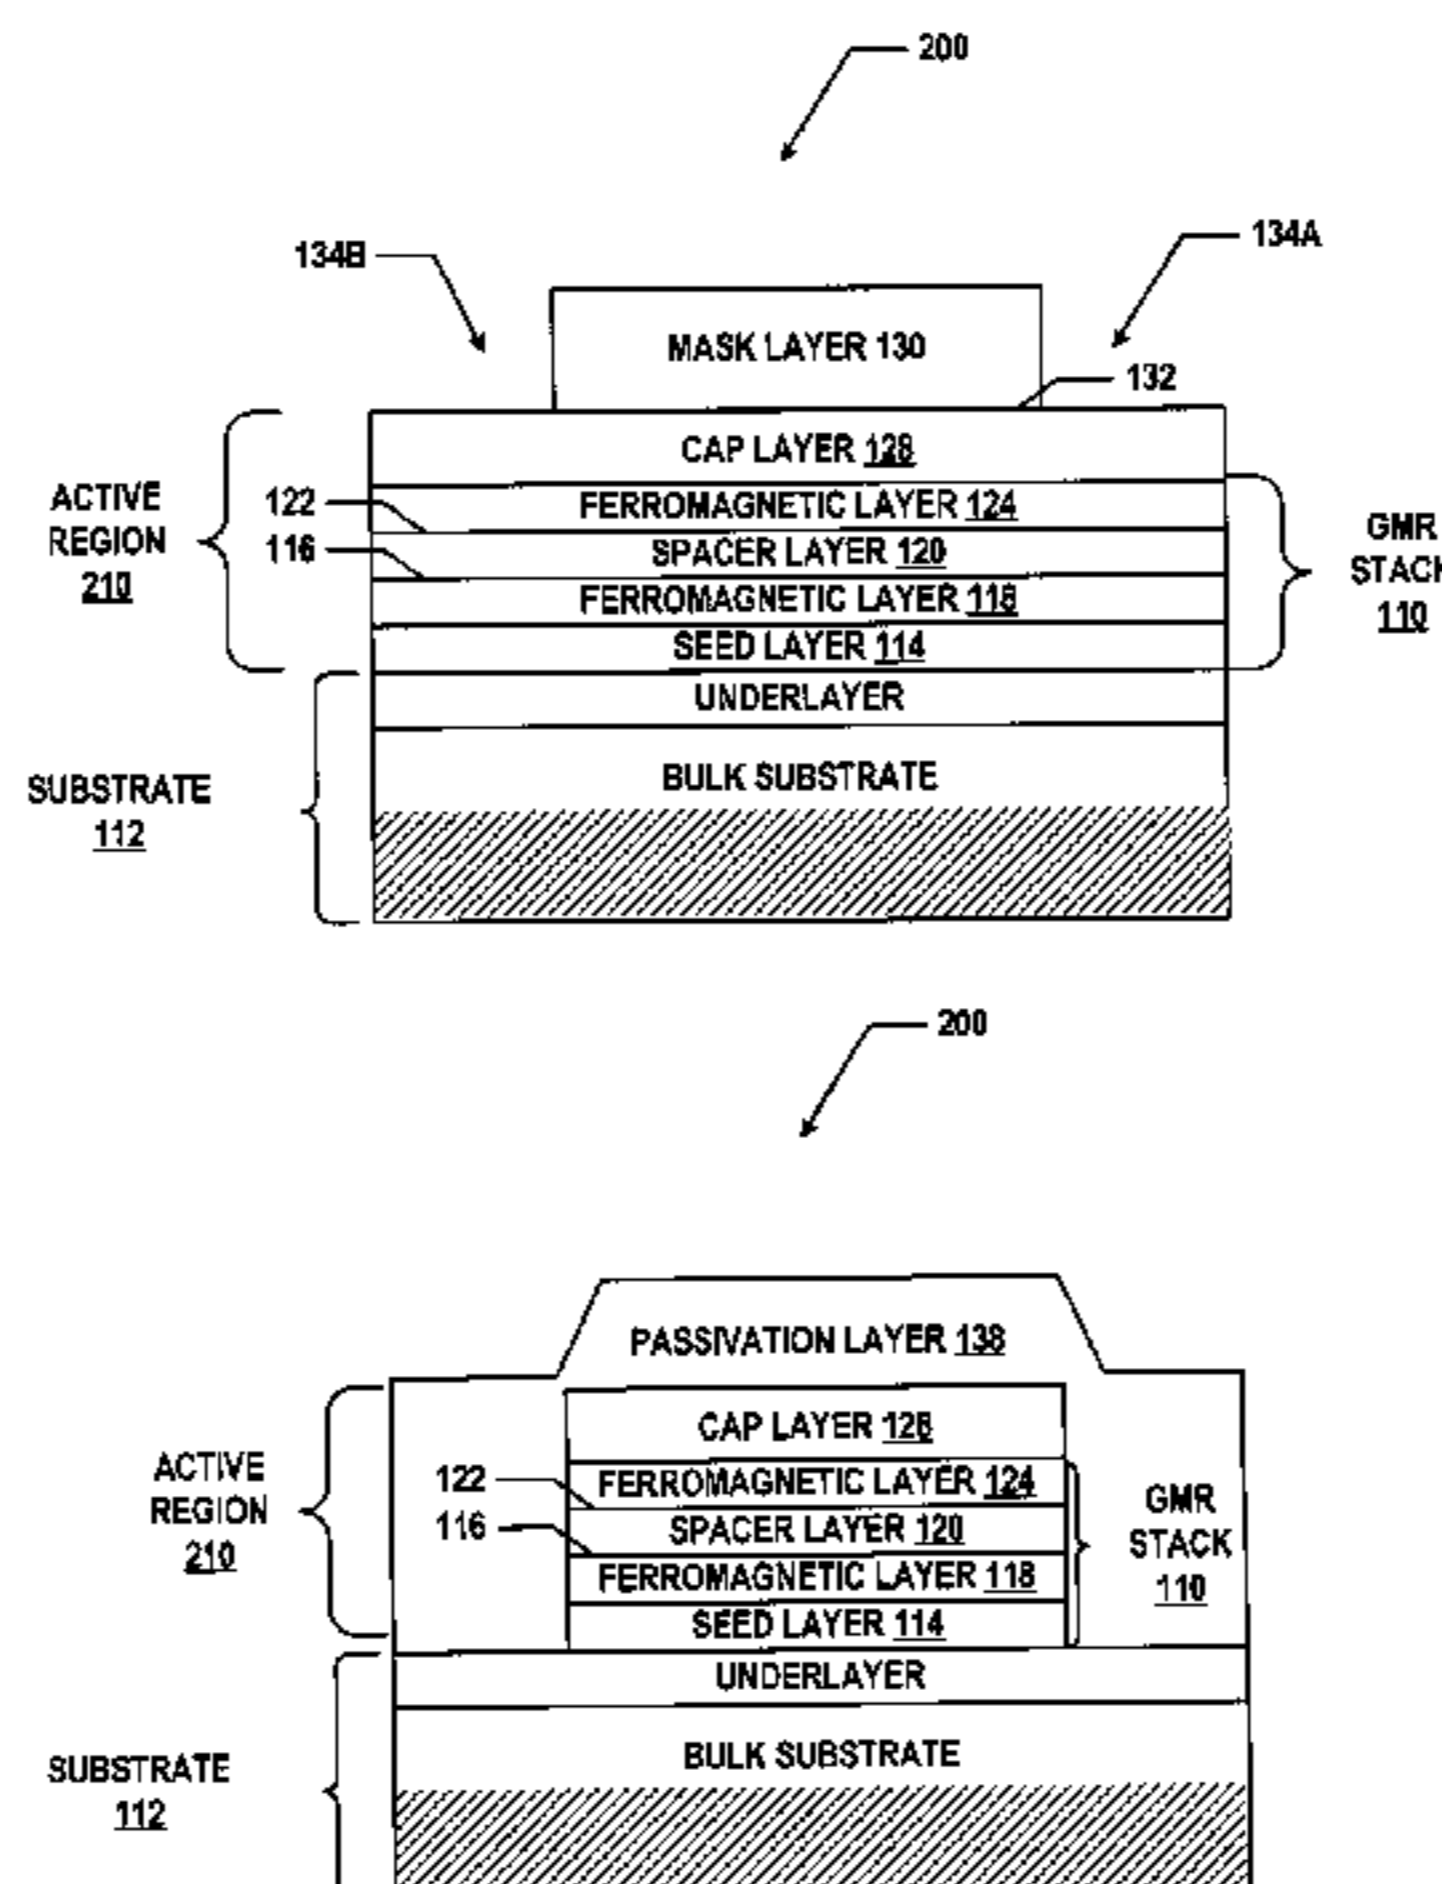 200
134B
134A
MASK LAYER 130
132
CAP LAYER 128
ACTIVE
REGION
210
122
FERROMAGNETIC LAYER 124
116
SPACER LAYER 120
FERROMAGNETIC LAYER 118
GMR
STACK
110
SEED LAYER 114
UNDERLAYER
SUBSTRATE
112
BULK SUBSTRATE
200
PASSIVATION LAYER 138
CAP LAYER 128
ACTIVE
REGION
210
122
FERROMAGNETIC LAYER 124
116
SPACER LAYER 120
FERROMAGNETIC LAYER 118
GMR
STACK
110
SEED LAYER 114
UNDERLAYER
SUBSTRATE
112
BULK SUBSTRATE